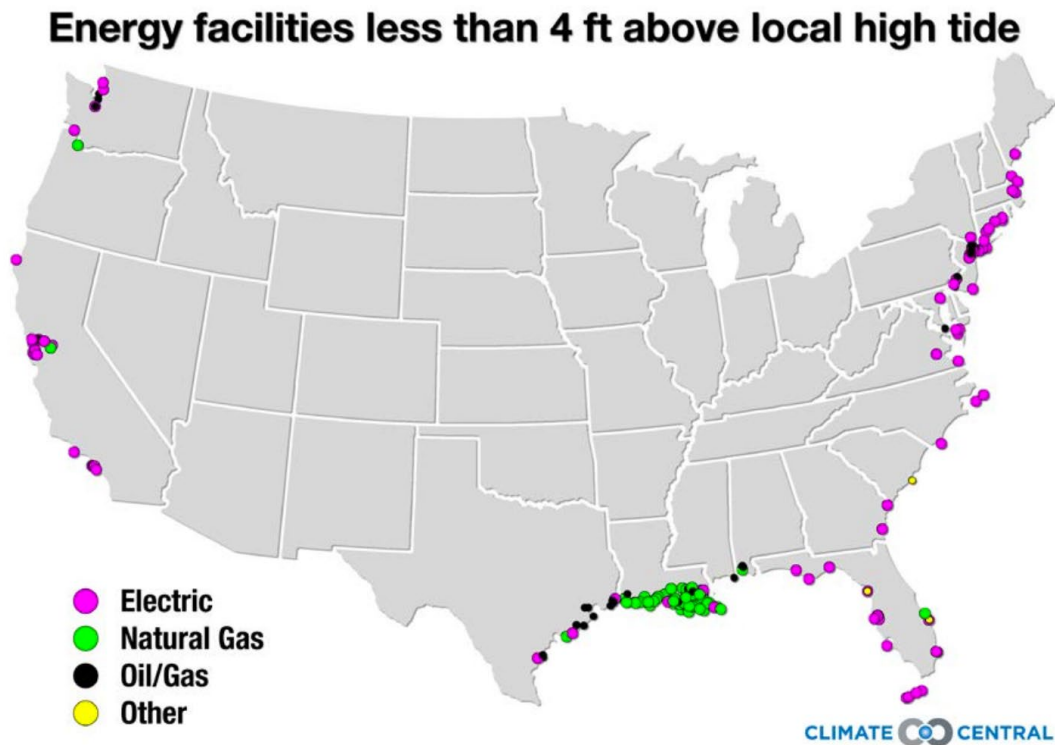 Energy facilities less than 4 ft above local high tide
Electric
Natural Gas
Oil/Gas
Other
CLIMATE CENTRAL